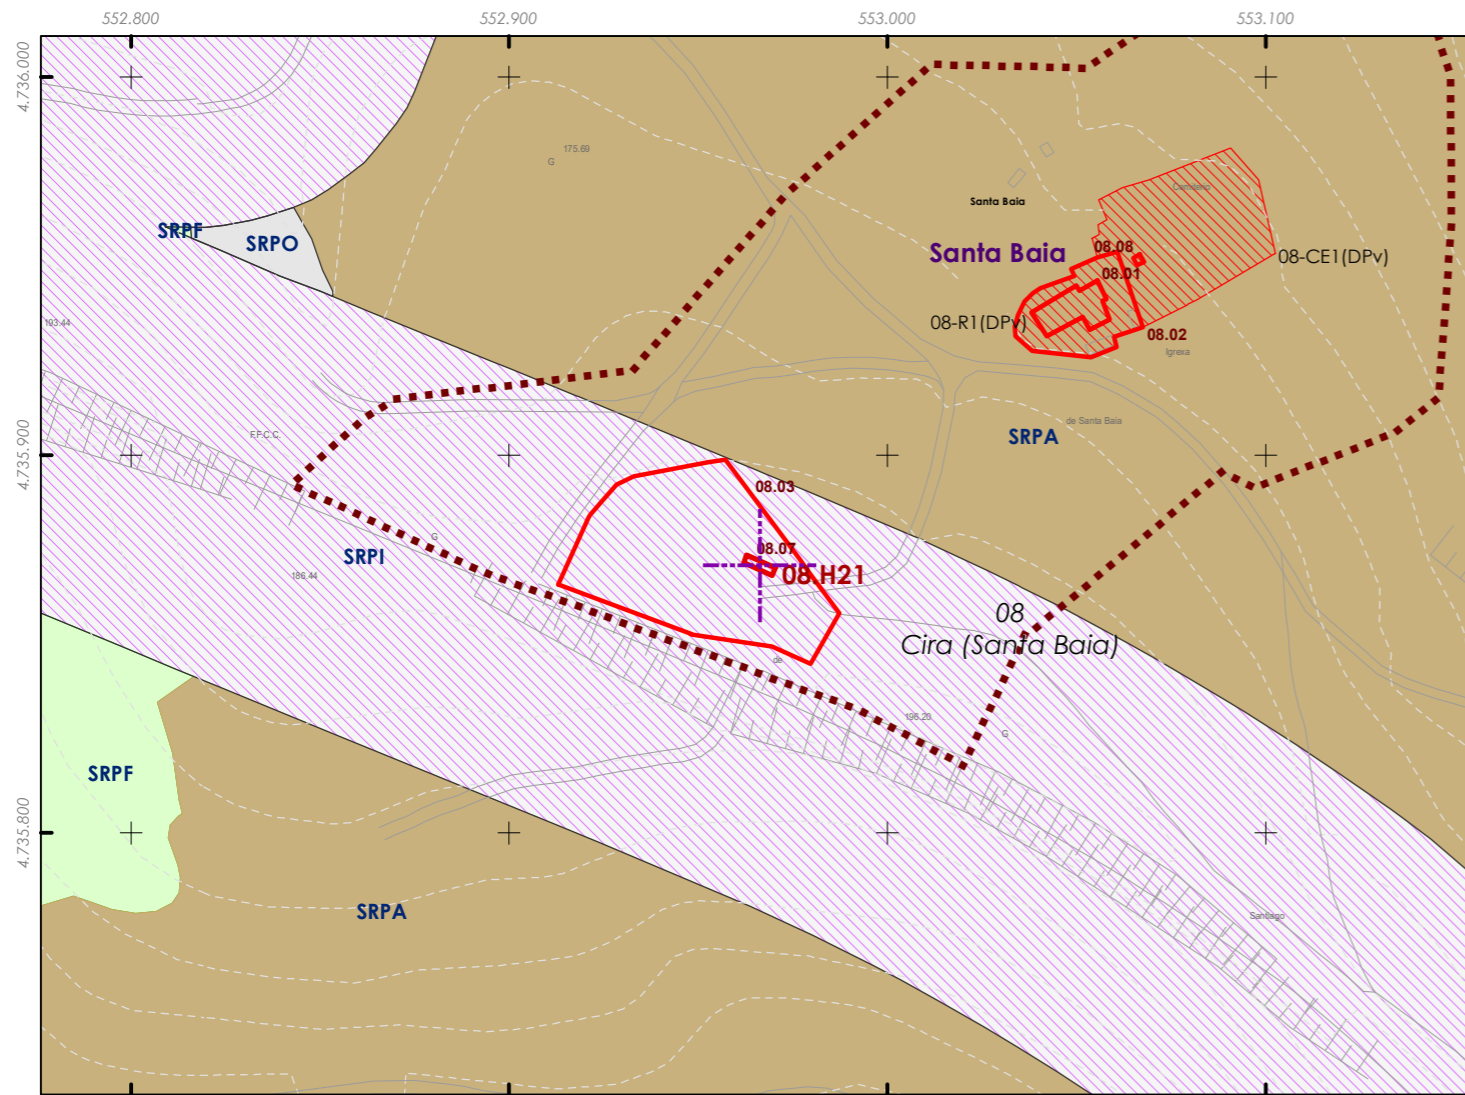 552.800
552.900
553.000
553.100
4.736.000
175.69
G
Cemiterio
Santa Baia
SRPF
SRPO
Santa Baia
08.08
08-CE1(DPv)
08.01
193.44
08-R1(DPv)
08.02
Igrexa
de Santa Baia
F.F.C.C.
SRPA
4.735.900
08.03
G
08.07
SRPI
186.44
08.H21
08
Cira (Santa Baia)
de
196.20
G
SRPF
4.735.800
SRPA
Santiago